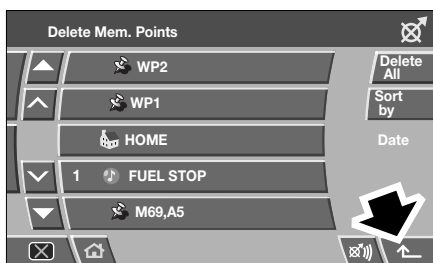 Delete Mem. Points
WP2
Delete
All
WP1
Sort
by
HOME
Date
1 FUEL STOP
M69,A5